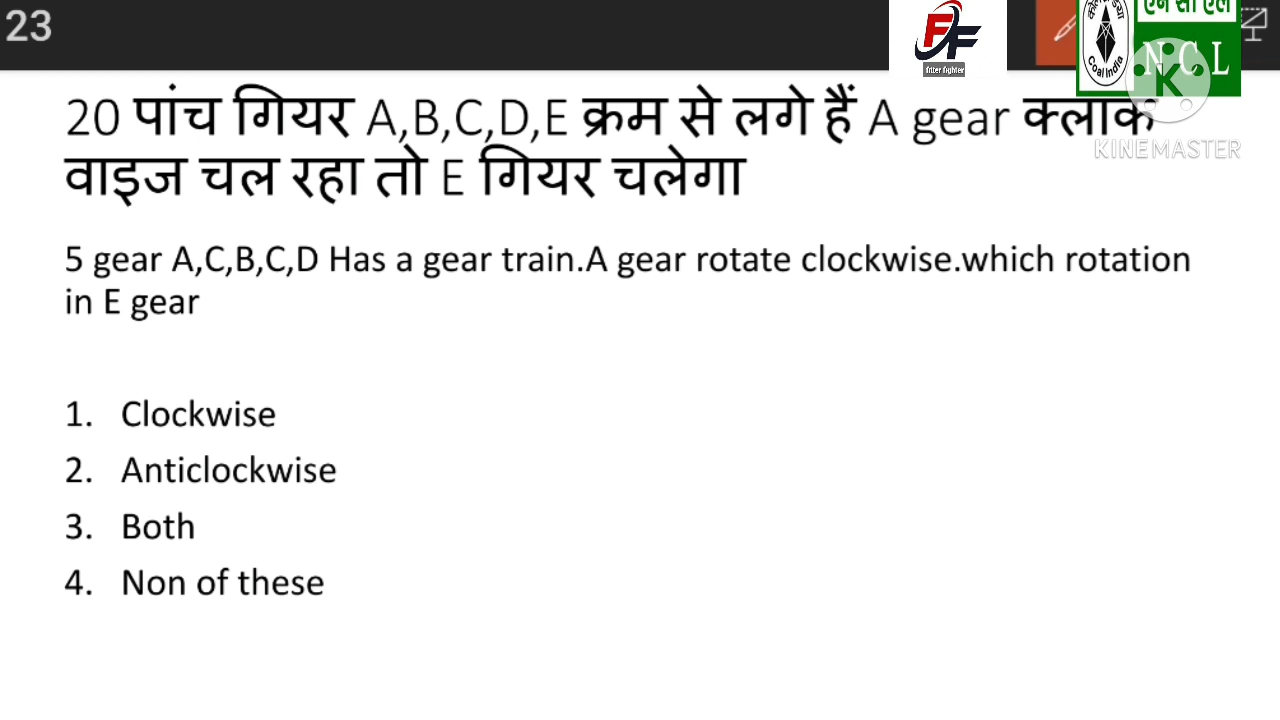 23
FF
fitter fighter
Coal India
एन सी एल
N C L
K
KINEMASTER
20 पांच गियर A,B,C,D,E क्रम से लगे हैं A gear क्लाक
वाइज चल रहा तो E गियर चलेगा
5 gear A,C,B,C,D Has a gear train.A gear rotate clockwise.which rotation
in E gear
1. Clockwise
2. Anticlockwise
3. Both
4. Non of these